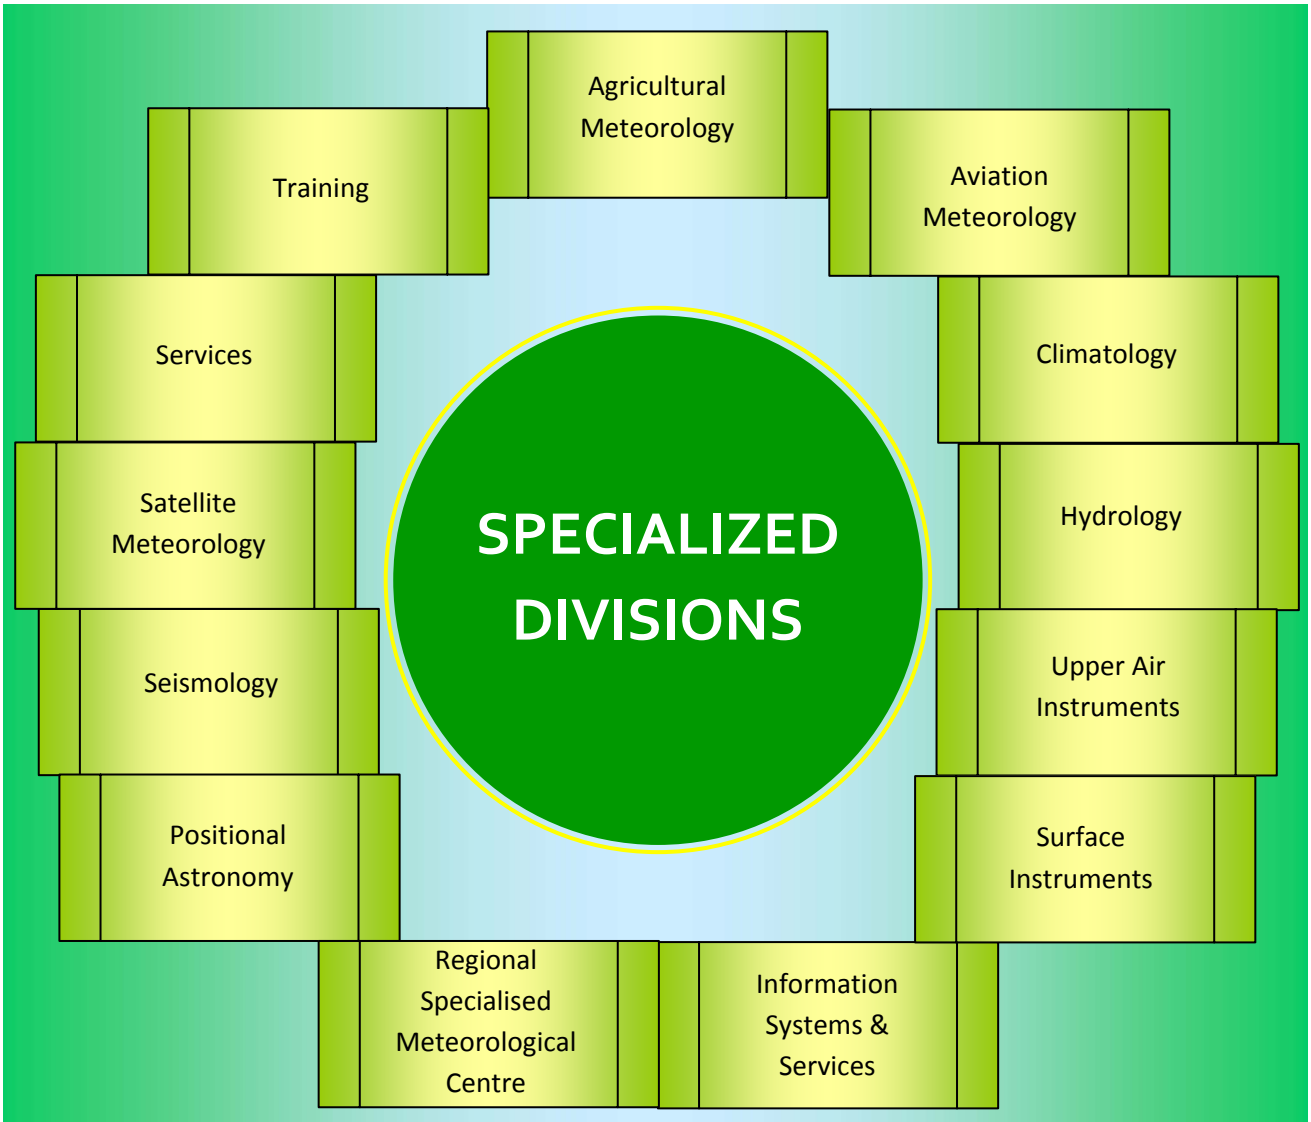 Agricultural
Meteorology
Aviation
Meteorology
Climatology
Hydrology
Upper Air
Instruments
Surface
Instruments
Information
Systems &
Services
Regional
Specialised
Meteorological
Centre
Positional
Astronomy
Seismology
Satellite
Meteorology
Services
Training
SPECIALIZED
DIVISIONS